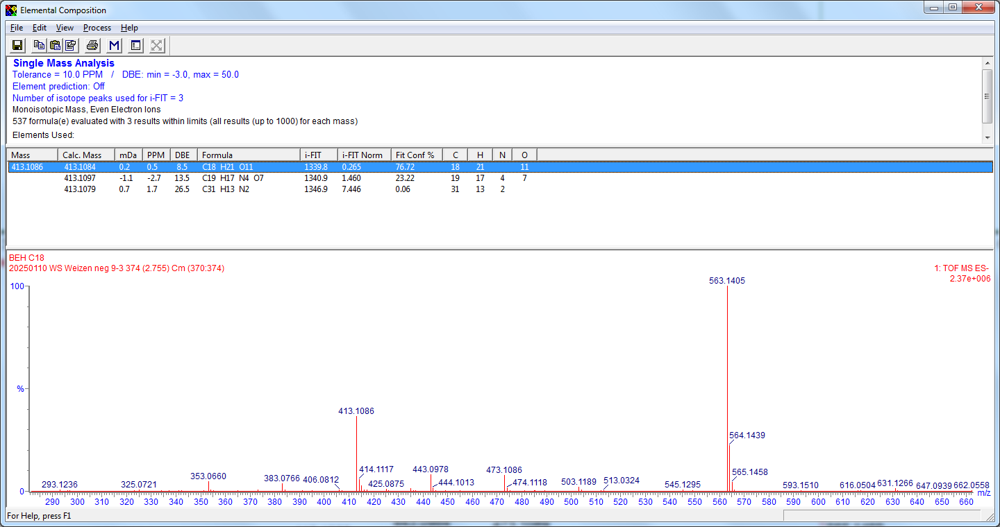 Elemental Composition
File Edit View Process Help
M
Single Mass Analysis
Tolerance = 10.0 PPM / DBE: min = -3.0, max = 50.0
Element prediction: Off
Number of isotope peaks used for i-FIT = 3
Monoisotopic Mass, Even Electron Ions
537 formula(e) evaluated with 3 results within limits (all results (up to 1000) for each mass)
Elements Used:
Mass Calc. Mass mDa PPM DBE Formula i-FIT i-FIT Norm Fit Conf % C H N O
413.1086 413.1084 0.2 0.5 8.5 C18 H21 O11 1339.8 0.265 76.72 18 21 11
413.1097 -1.1 -2.7 13.5 C19 H17 N4 O7 1340.9 1.460 23.22 19 17 4 7
413.1079 0.7 1.7 26.5 C31 H13 N2 1346.9 7.446 0.06 31 13 2
BEH C18
20250110 WS Weizen neg 9-3 374 (2.755) Cm (370:374)
1: TOF MS ES-
2.37e+006
100
563.1405
%
413.1086
564.1439
414.1117
443.0978
473.1086
565.1458
353.0660
383.0766
406.0812
293.1236
325.0721
425.0875
444.1013
474.1118
503.1189
513.0324
545.1295
593.1510
616.0504
631.1266
647.0939
662.0558
0
m/z
290 300 310 320 330 340 350 360 370 380 390 400 410 420 430 440 450 460 470 480 490 500 510 520 530 540 550 560 570 580 590 600 610 620 630 640 650 660
For Help, press F1